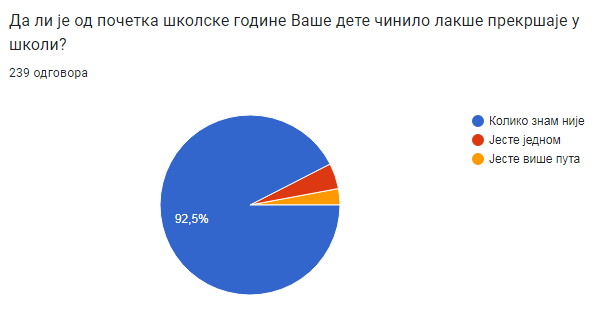 Да ли је од почетка школске године Ваше дете чинило лакше прекршаје у
школи?
239 одговора
Колико знам није
Јесте једном
Јесте више пута
92,5%